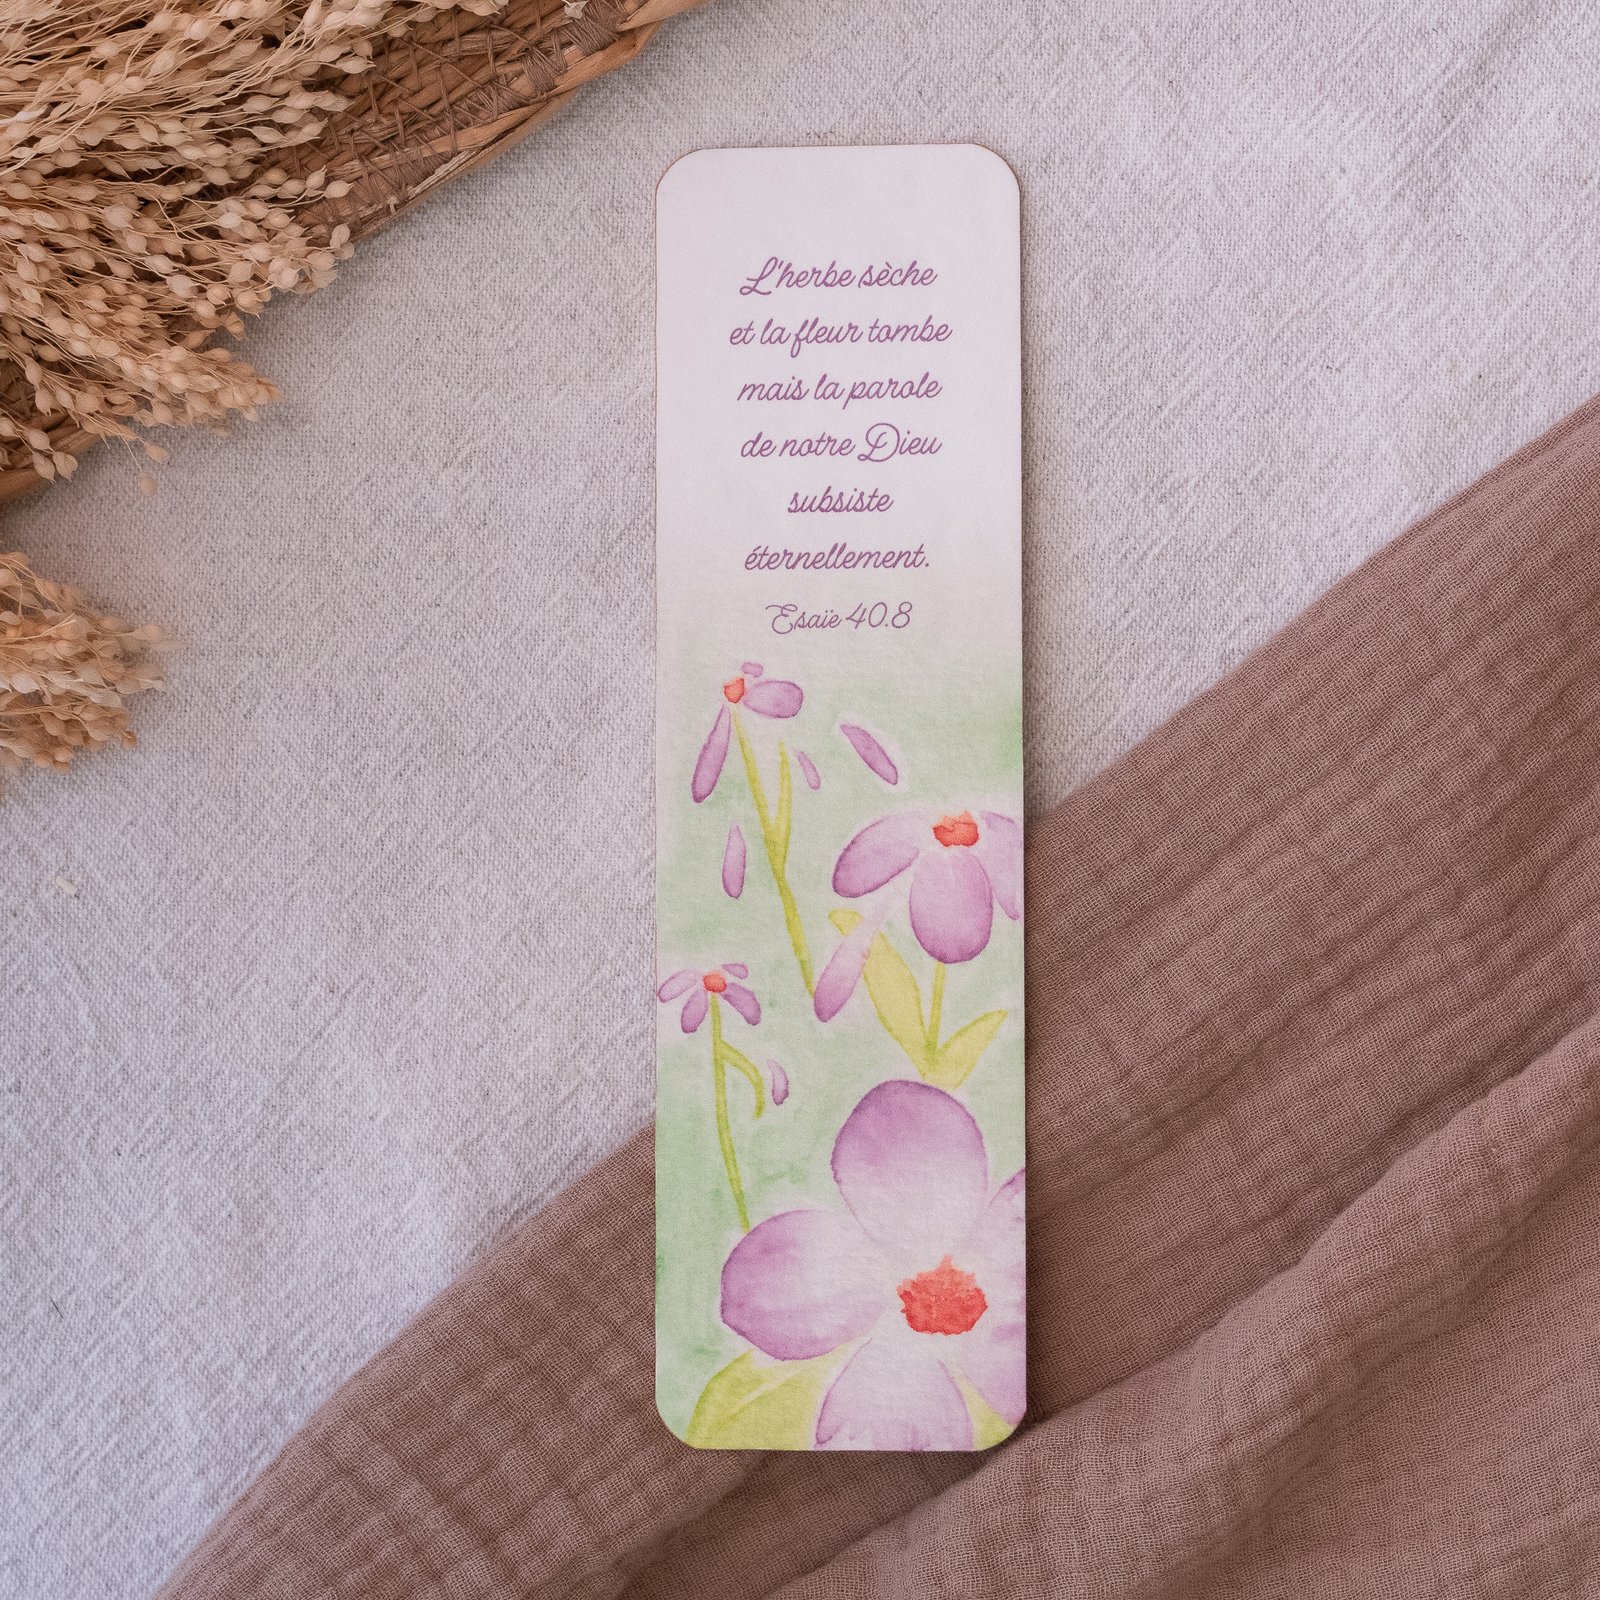 L'herbe sèche
et la fleur tombe
mais la parole
de notre Dieu
subsiste
éternellement.
Esaïe 40.8